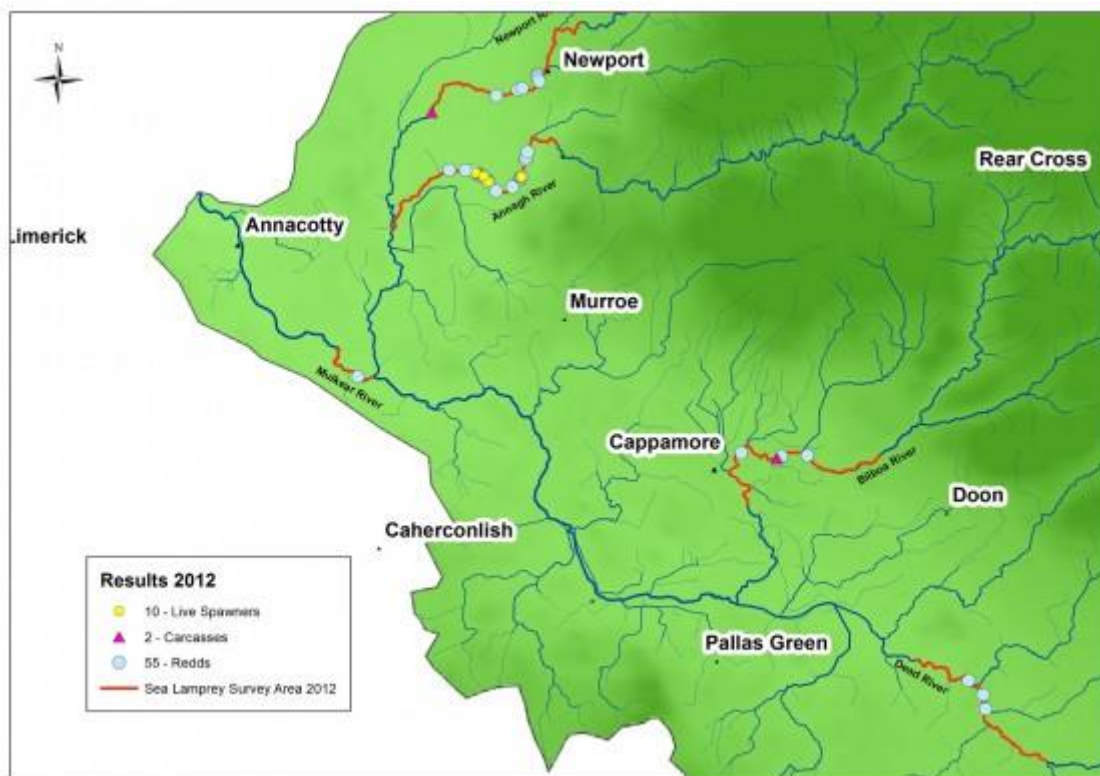 N
Newport R
Newport
Rear Cross
Annagh River
Annacotty
Limerick
Murroe
Mulkear River
Cappamore
Bilboa River
Doon
Caherconlish
Results 2012
10 - Live Spawners
2 - Carcasses
55 - Redds
Sea Lamprey Survey Area 2012
Pallas Green
Dead River